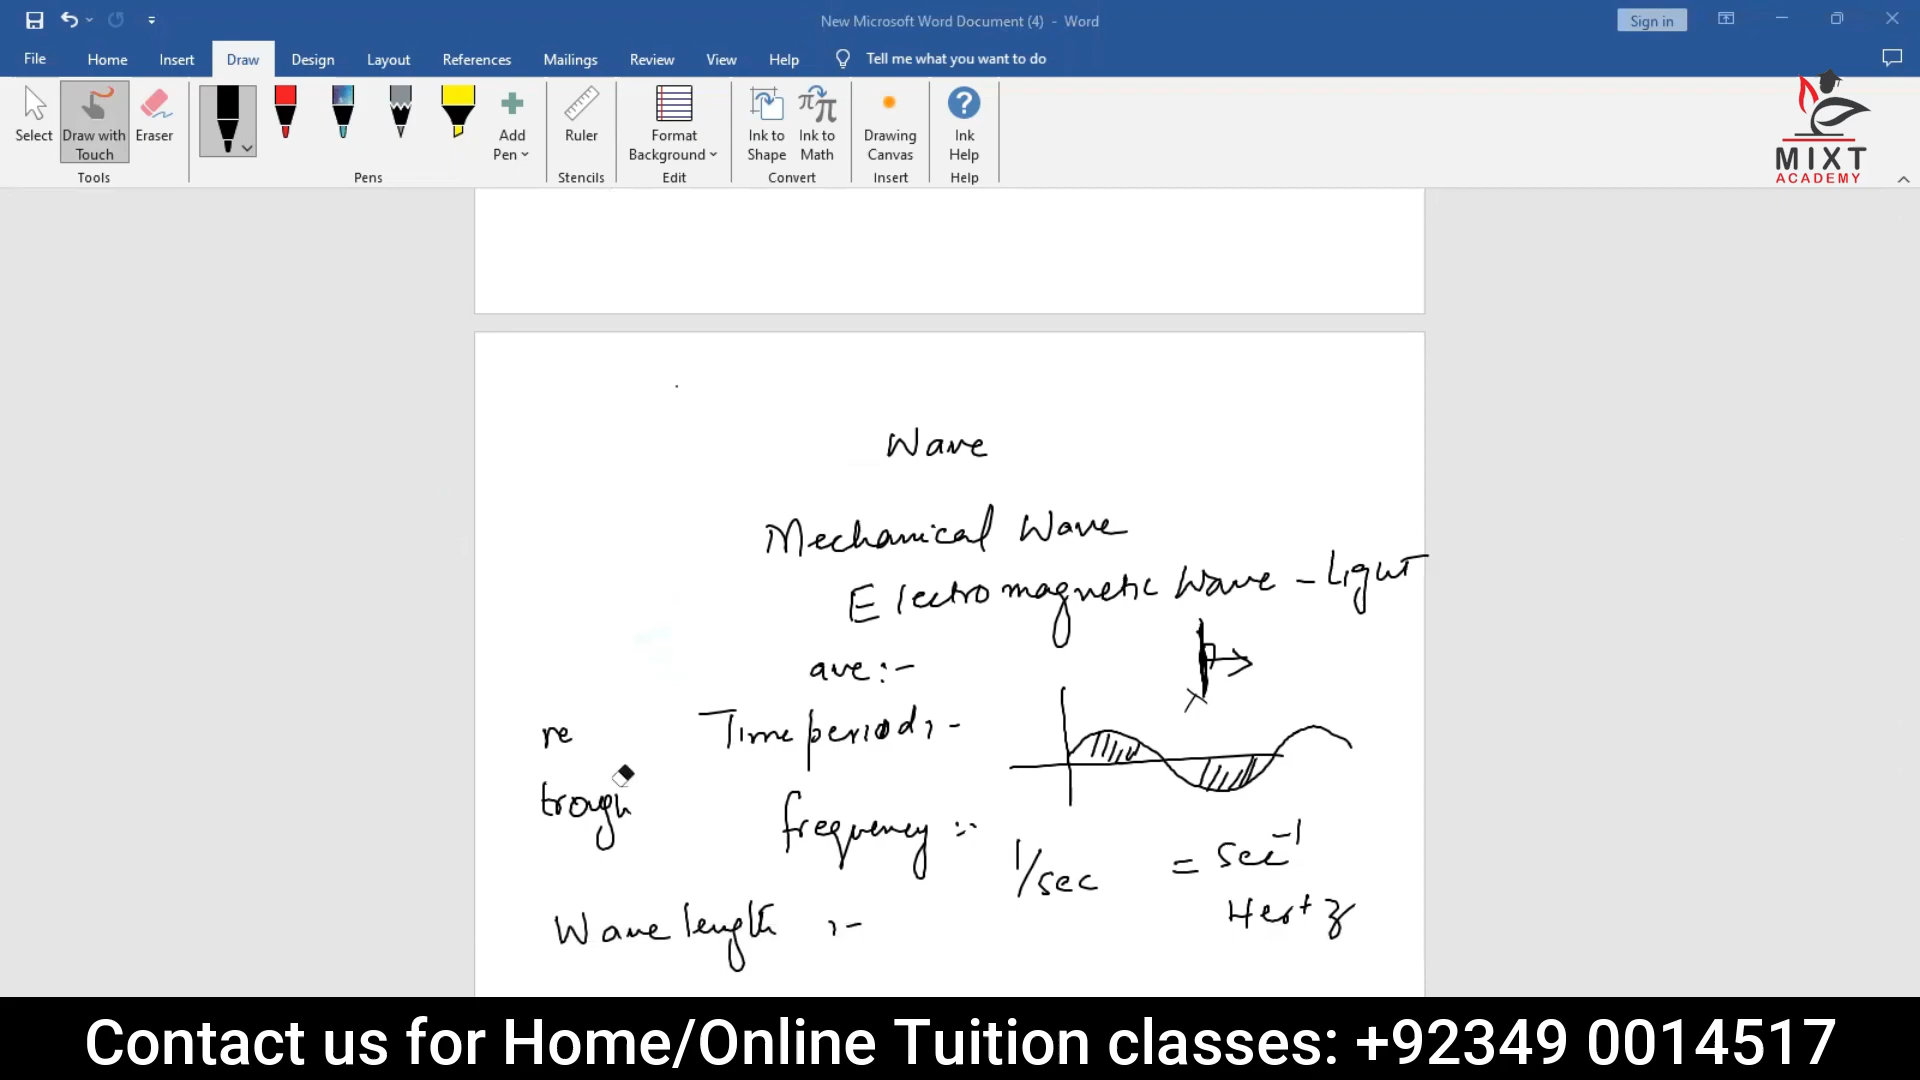 New Microsoft Word Document (4) - Word
Sign in
File Home Insert Draw Design Layout References Mailings Review View Help Tell me what you want to do
Select
Draw with Touch
Eraser
Add Pen
Ruler
Format Background
Ink to Shape
Ink to Math
Drawing Canvas
Ink Help
Tools Pens Stencils Edit Convert Insert Help
MIXT
ACADEMY
Wave
Mechanical Wave
Electromagnetic Wave - Light
ave :-
re
Time period :-
trough
frequency :-
1/sec = Sec⁻¹
Hertz
Wave length :-
Contact us for Home/Online Tuition classes: +92349 0014517